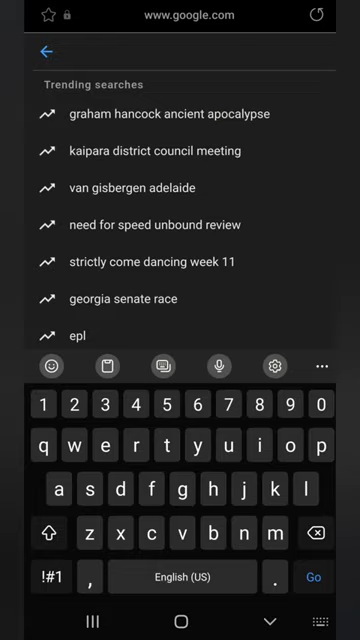 www.google.com
Trending searches
graham hancock ancient apocalypse
kaipara district council meeting
van gisbergen adelaide
need for speed unbound review
strictly come dancing week 11
georgia senate race
epl
1 2 3 4 5 6 7 8 9 0
q w e r t y u i o p
a s d f g h j k l
z x c v b n m
!#1 , English (US) . Go